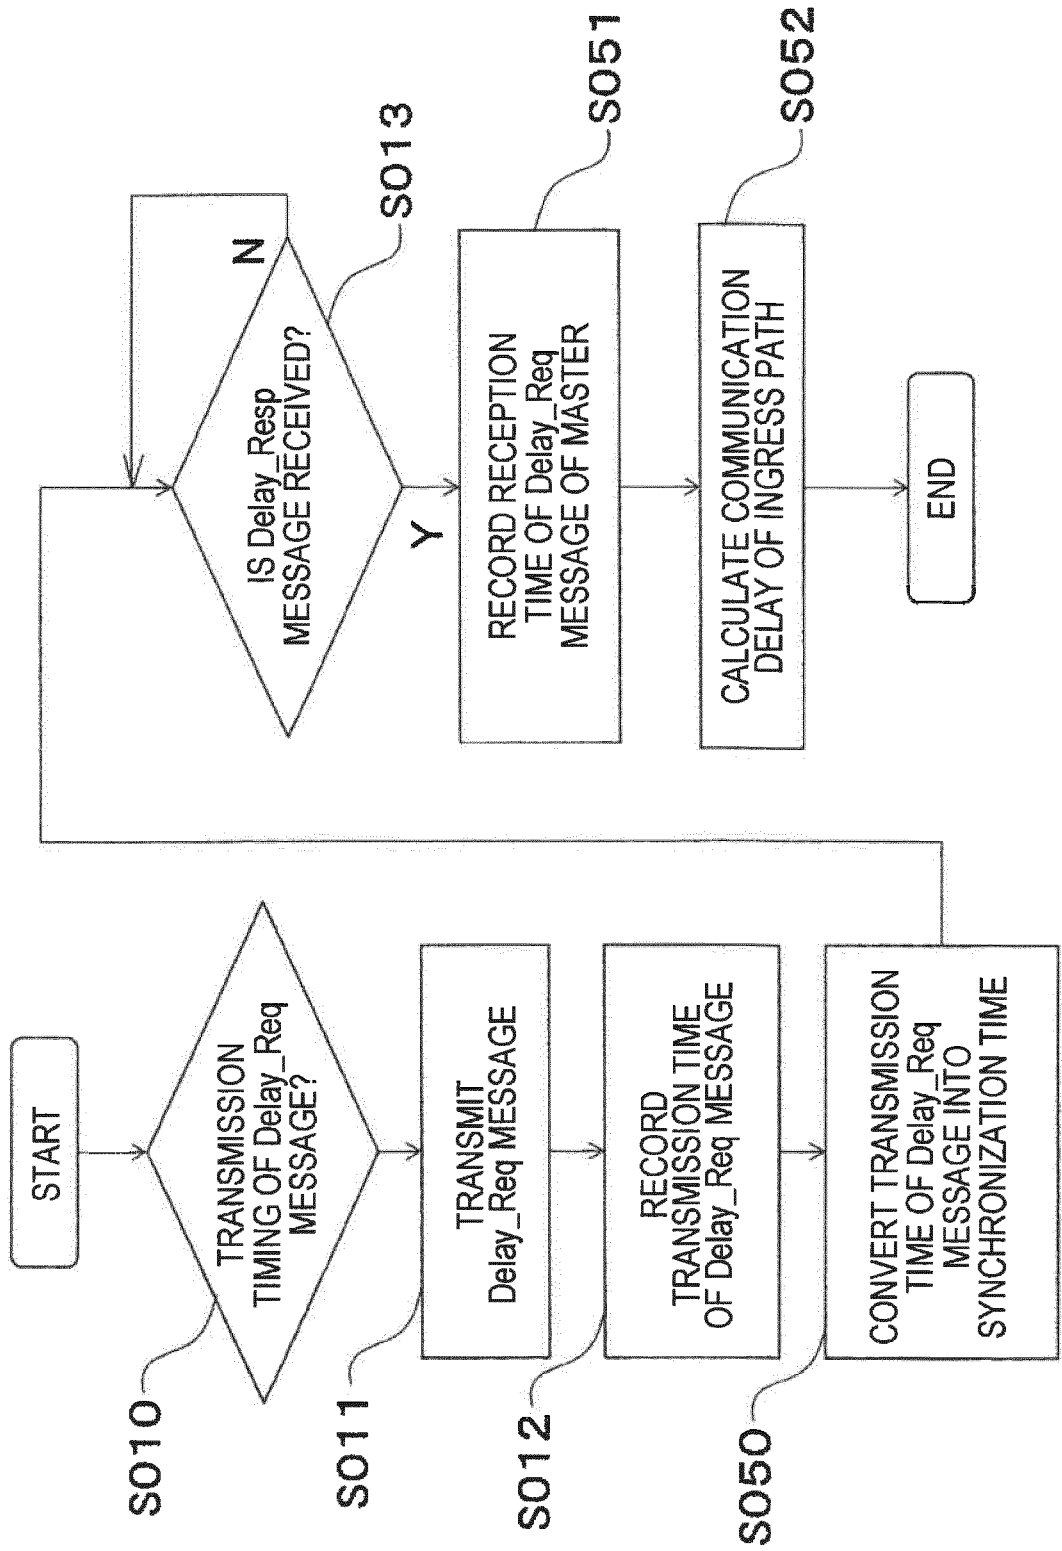 START
TRANSMISSION
TIMING OF Delay_Req
MESSAGE?
S010
TRANSMIT
Delay_Req MESSAGE
S011
RECORD
TRANSMISSION TIME
OF Delay_Req MESSAGE
S012
CONVERT TRANSMISSION
TIME OF Delay_Req
MESSAGE INTO
SYNCHRONIZATION TIME
S050
IS Delay_Resp
MESSAGE RECEIVED?
N
S013
Y
RECORD RECEPTION
TIME OF Delay_Req
MESSAGE OF MASTER
S051
CALCULATE COMMUNICATION
DELAY OF INGRESS PATH
S052
END